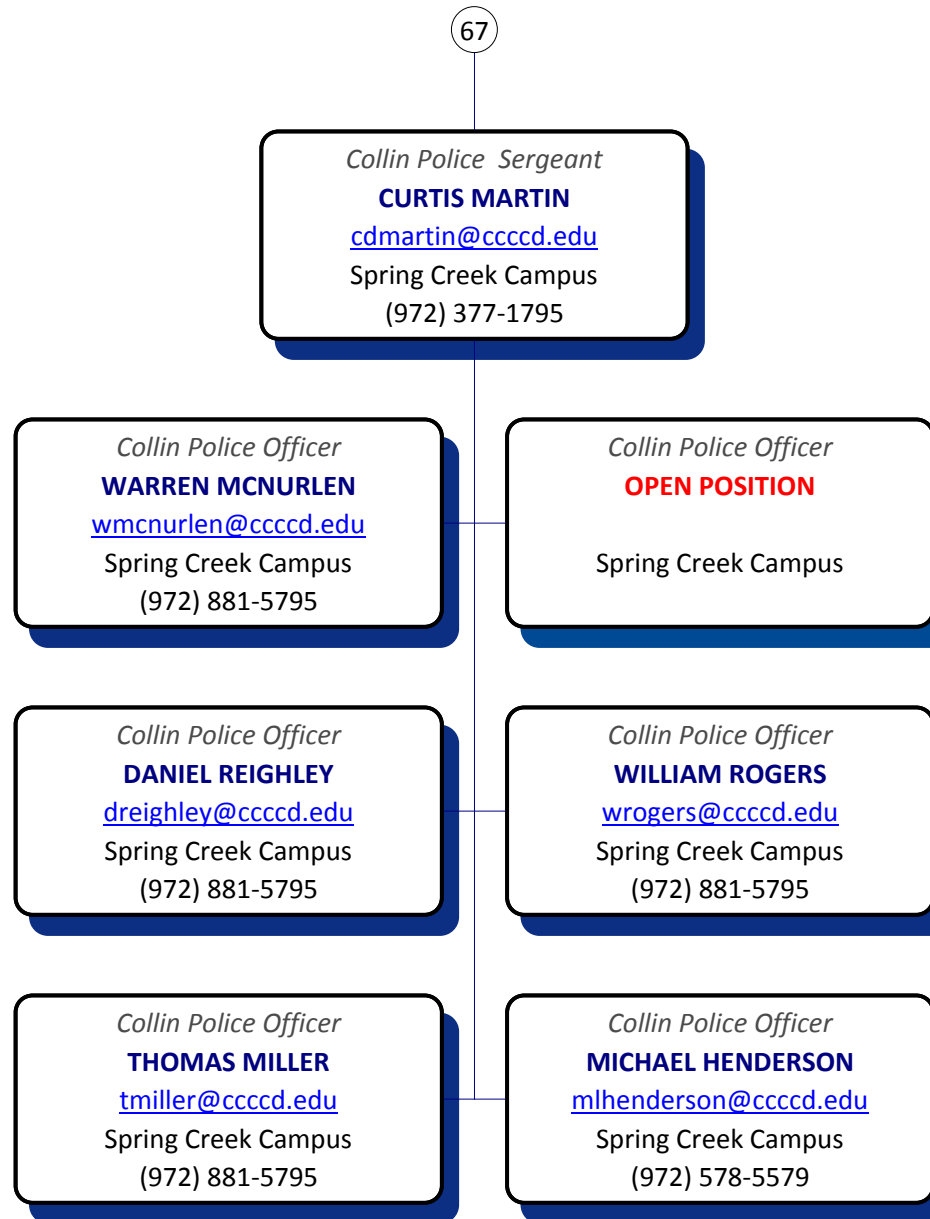 67
Collin Police  Sergeant
CURTIS MARTIN
cdmartin@ccccd.edu
Spring Creek Campus
(972) 377-1795
Collin Police Officer
WARREN MCNURLEN
wmcnurlen@ccccd.edu
Spring Creek Campus
(972) 881-5795
Collin Police Officer
OPEN POSITION
Spring Creek Campus
Collin Police Officer
DANIEL REIGHLEY
dreighley@ccccd.edu
Spring Creek Campus
(972) 881-5795
Collin Police Officer
WILLIAM ROGERS
wrogers@ccccd.edu
Spring Creek Campus
(972) 881-5795
Collin Police Officer
THOMAS MILLER
tmiller@ccccd.edu
Spring Creek Campus
(972) 881-5795
Collin Police Officer
MICHAEL HENDERSON
mlhenderson@ccccd.edu
Spring Creek Campus
(972) 578-5579